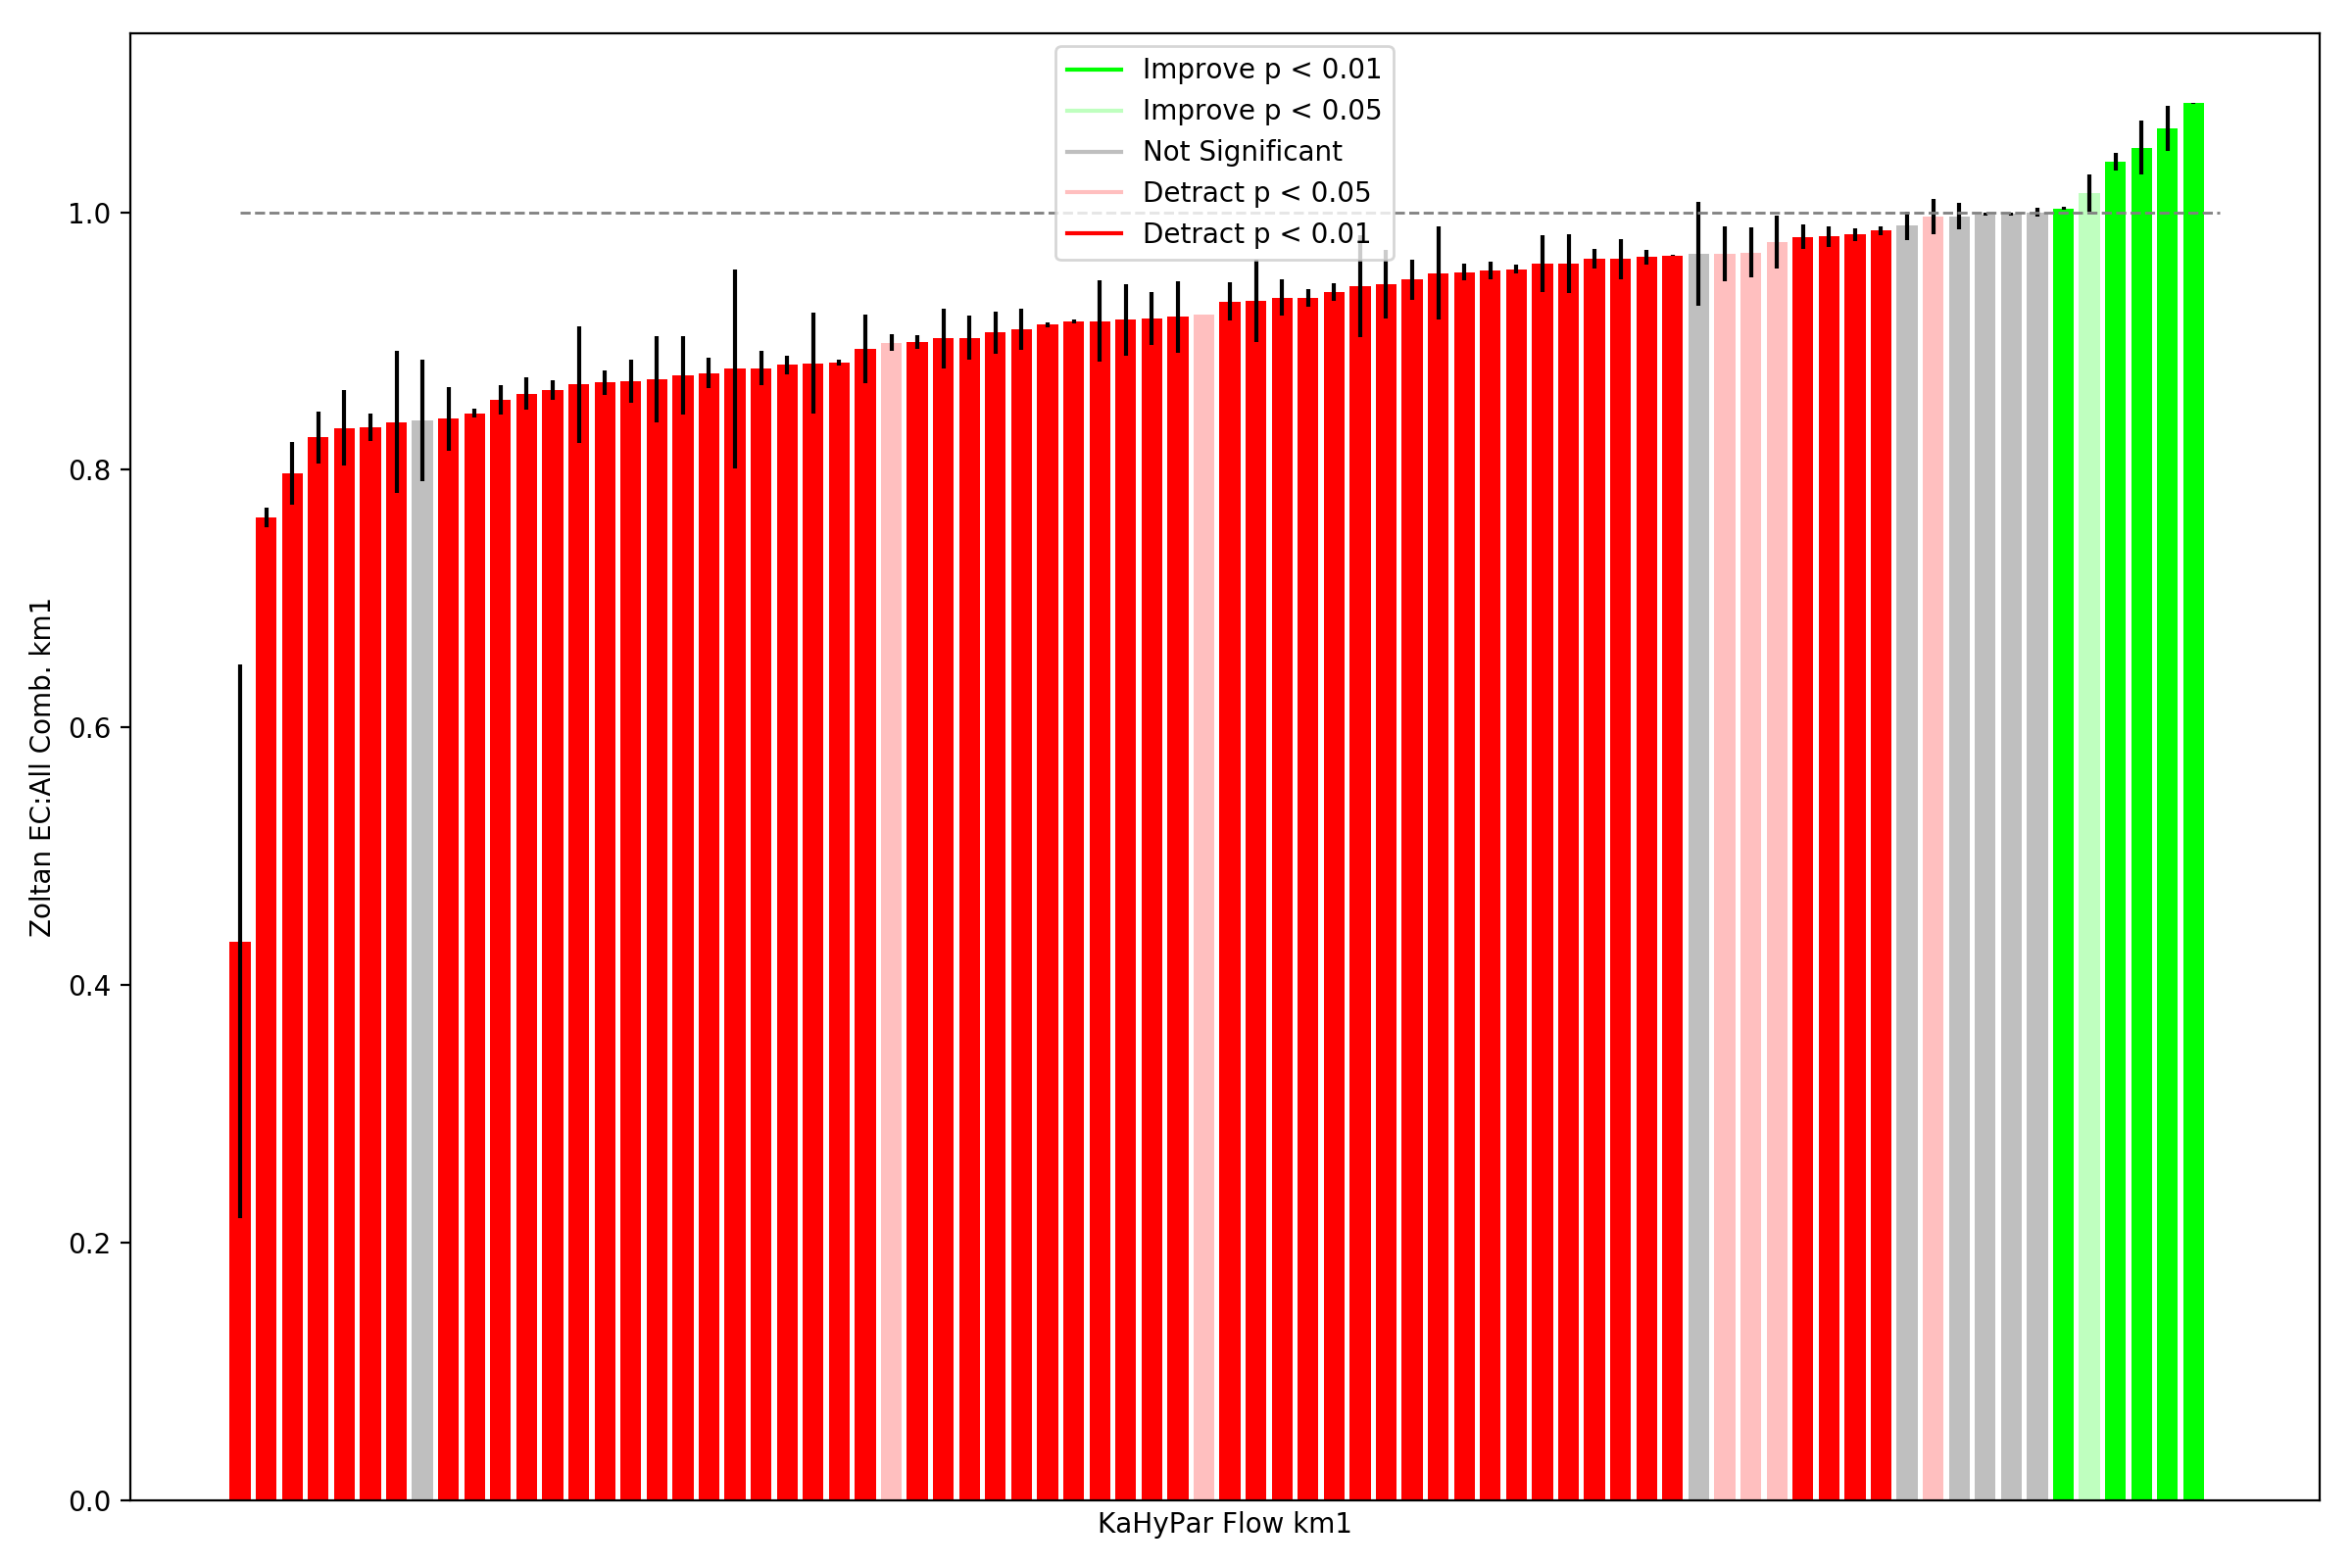 Improve p < 0.01
Improve p < 0.05
Not Significant
Detract p < 0.05
Detract p < 0.01
1.0
0.8
0.6
0.4
0.2
0.0
Zoltan EC:All Comb. km1
KaHyPar Flow km1